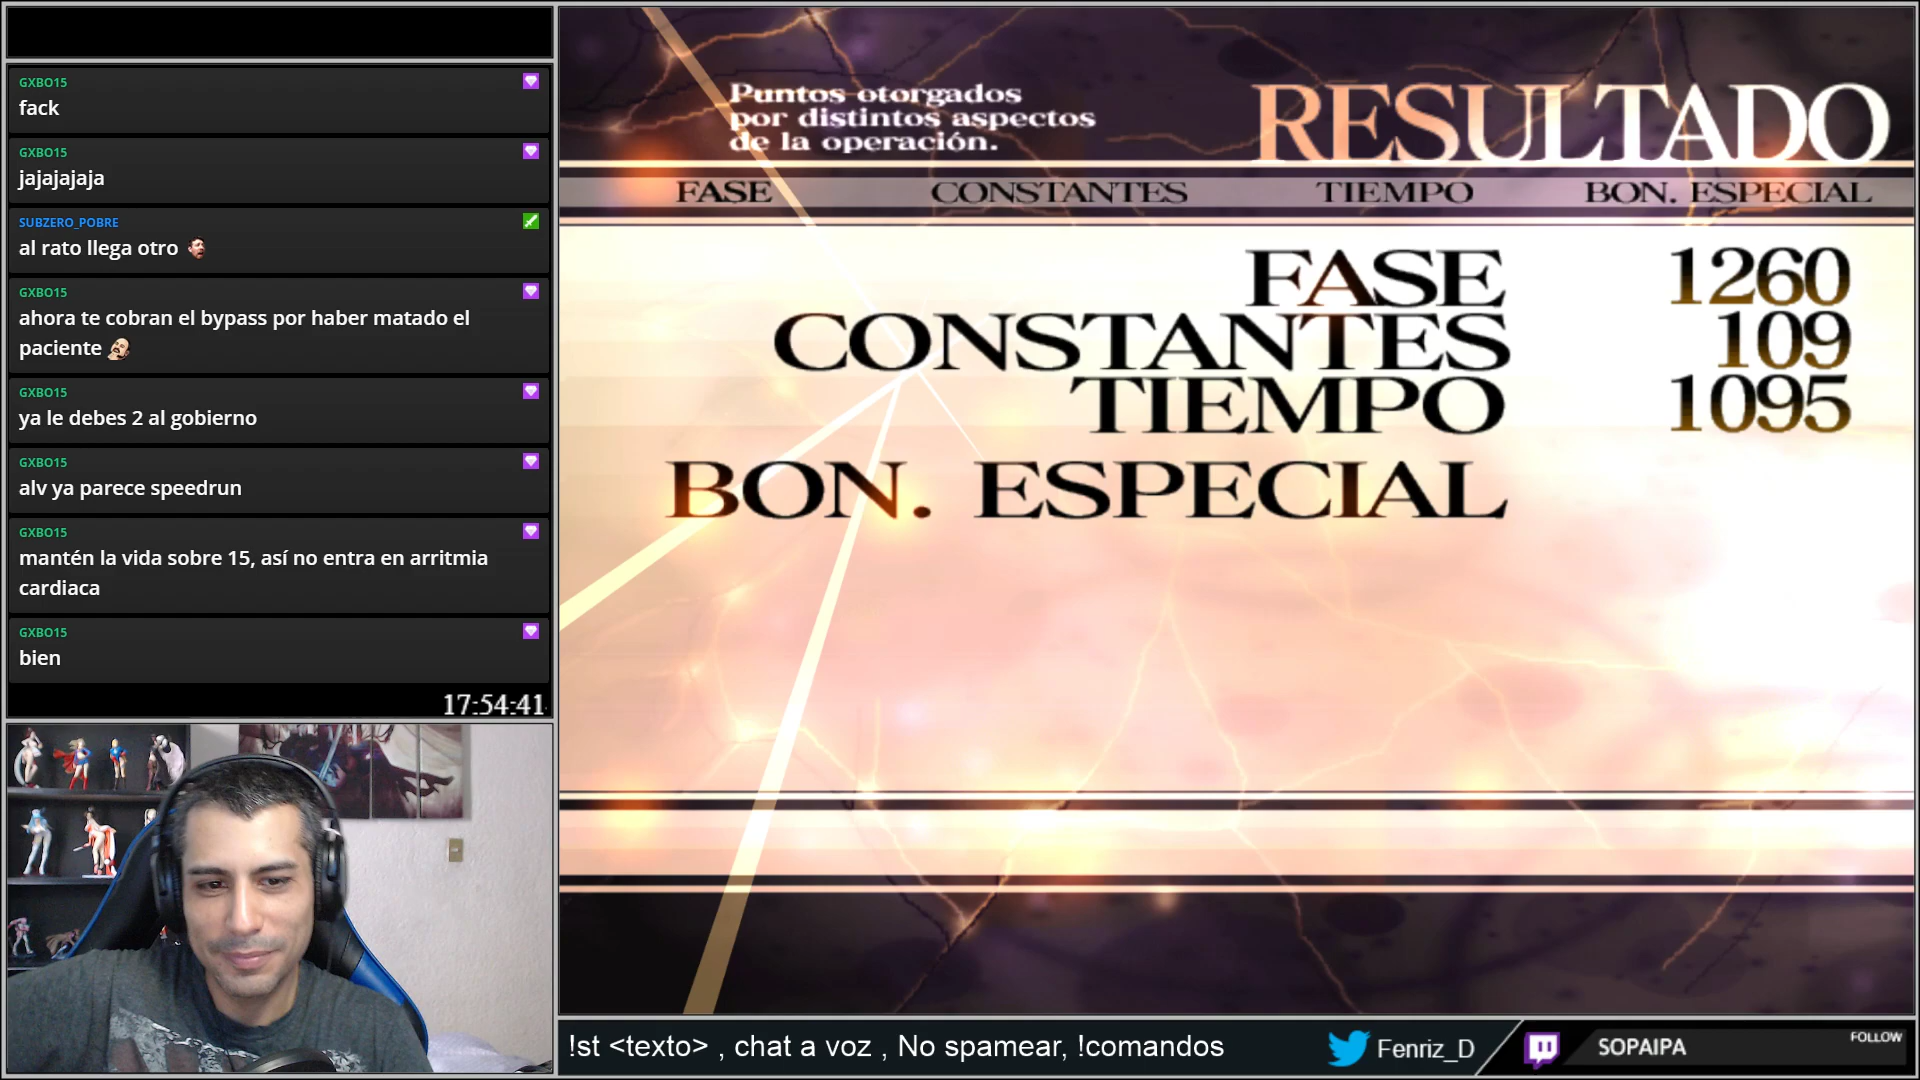 GXBO15
fack
GXBO15
jajajajaja
SUBZERO_POBRE
al rato llega otro
GXBO15
ahora te cobran el bypass por haber matado el
paciente
GXBO15
ya le debes 2 al gobierno
GXBO15
alv ya parece speedrun
GXBO15
mantén la vida sobre 15, así no entra en arritmia
cardiaca
GXBO15
bien
17:54:41
Puntos otorgados
por distintos aspectos
de la operación.
RESULTADO
FASE CONSTANTES TIEMPO BON. ESPECIAL
FASE 1260
CONSTANTES 109
TIEMPO 1095
BON. ESPECIAL
!st <texto> , chat a voz , No spamear, !comandos
Fenriz_D
SOPAIPA
FOLLOW